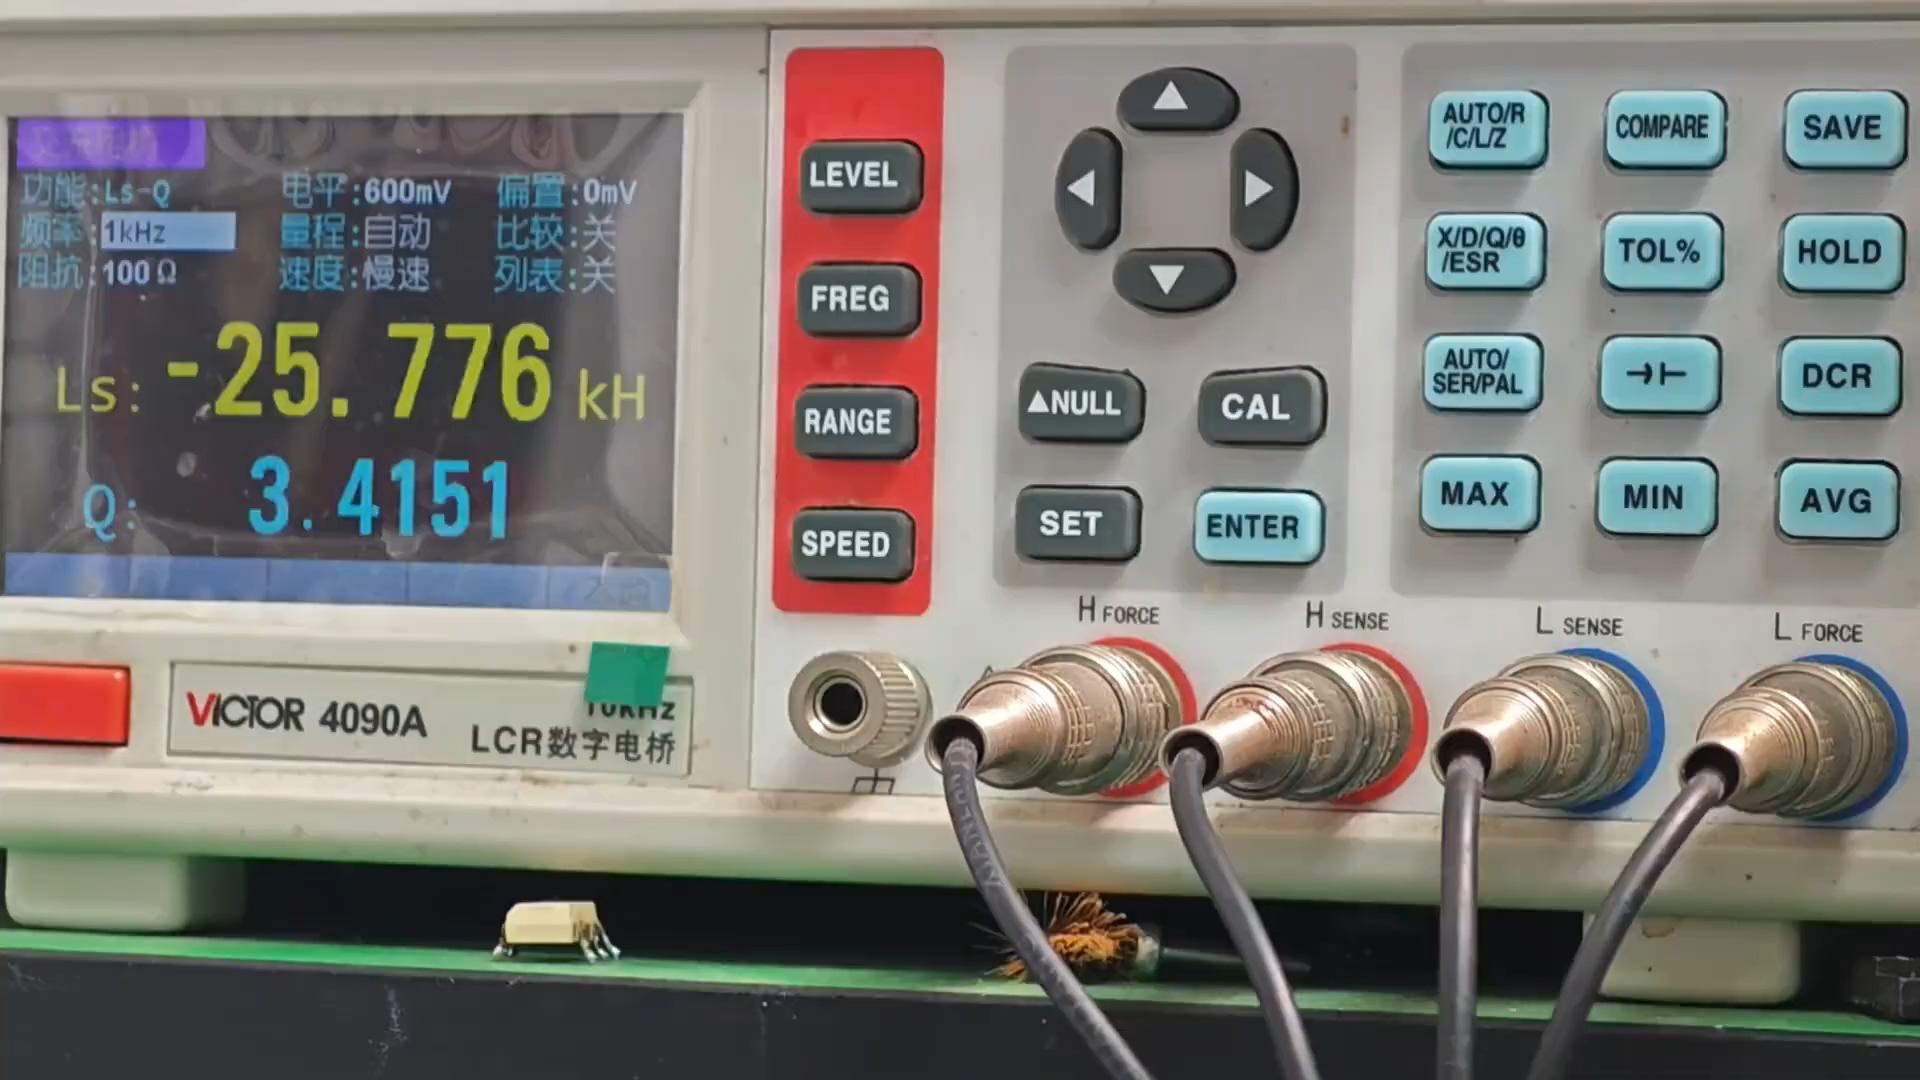 功能:Ls-Q 电平:600mV 偏置:0mV
频率:1kHz 量程:自动 比较:关
阻抗:100Ω 速度:慢速 列表:关
Ls: -25.776 kH
Q: 3.4151
VICTOR 4090A
10KHz
LCR数字电桥
LEVEL
FREG
RANGE
SPEED
▲NULL CAL
SET ENTER
AUTO/R
/C/L/Z
COMPARE
SAVE
X/D/Q/θ
/ESR
TOL%
HOLD
AUTO/
SER/PAL
DCR
MAX
MIN
AVG
H FORCE
H SENSE
L SENSE
L FORCE